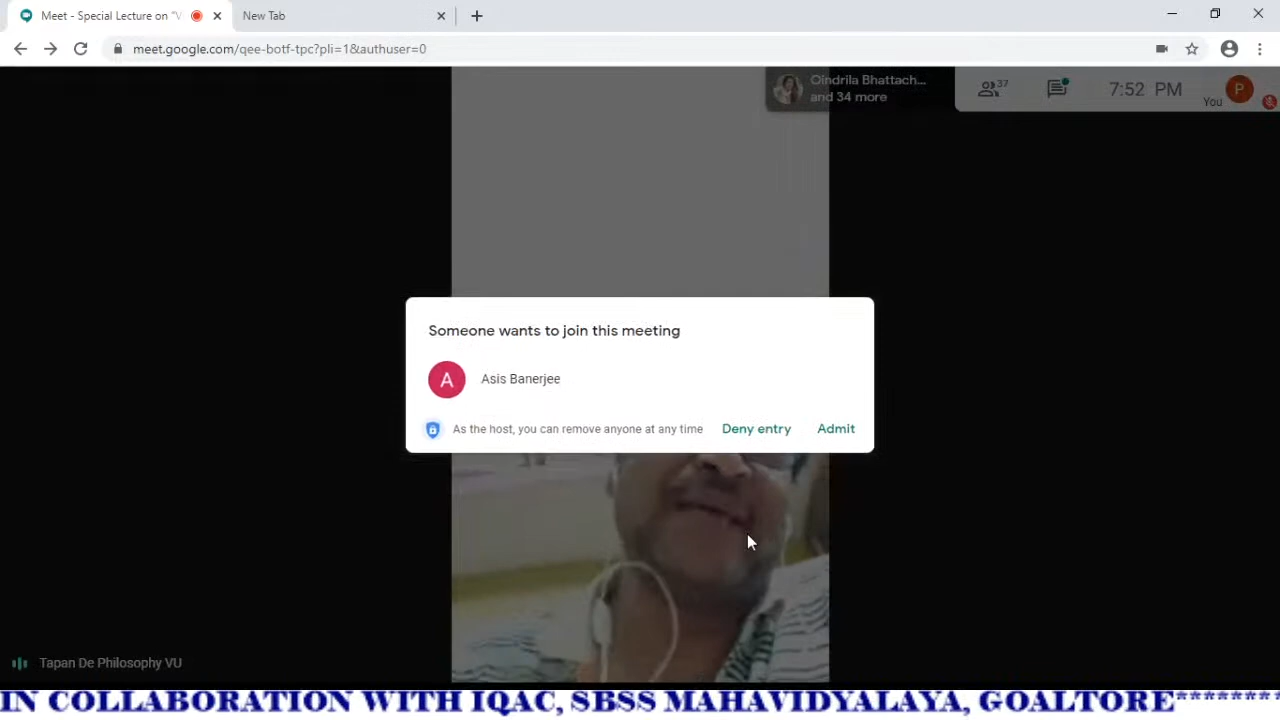 Meet - Special Lecture on "V
New Tab
meet.google.com/qee-botf-tpc?pli=1&authuser=0
Oindrila Bhattach...
and 34 more
37
7:52 PM
You
P
Someone wants to join this meeting
A
Asis Banerjee
As the host, you can remove anyone at any time
Deny entry
Admit
Tapan De Philosophy VU
IN COLLABORATION WITH IQAC, SBSS MAHAVIDYALAYA, GOALTORE********